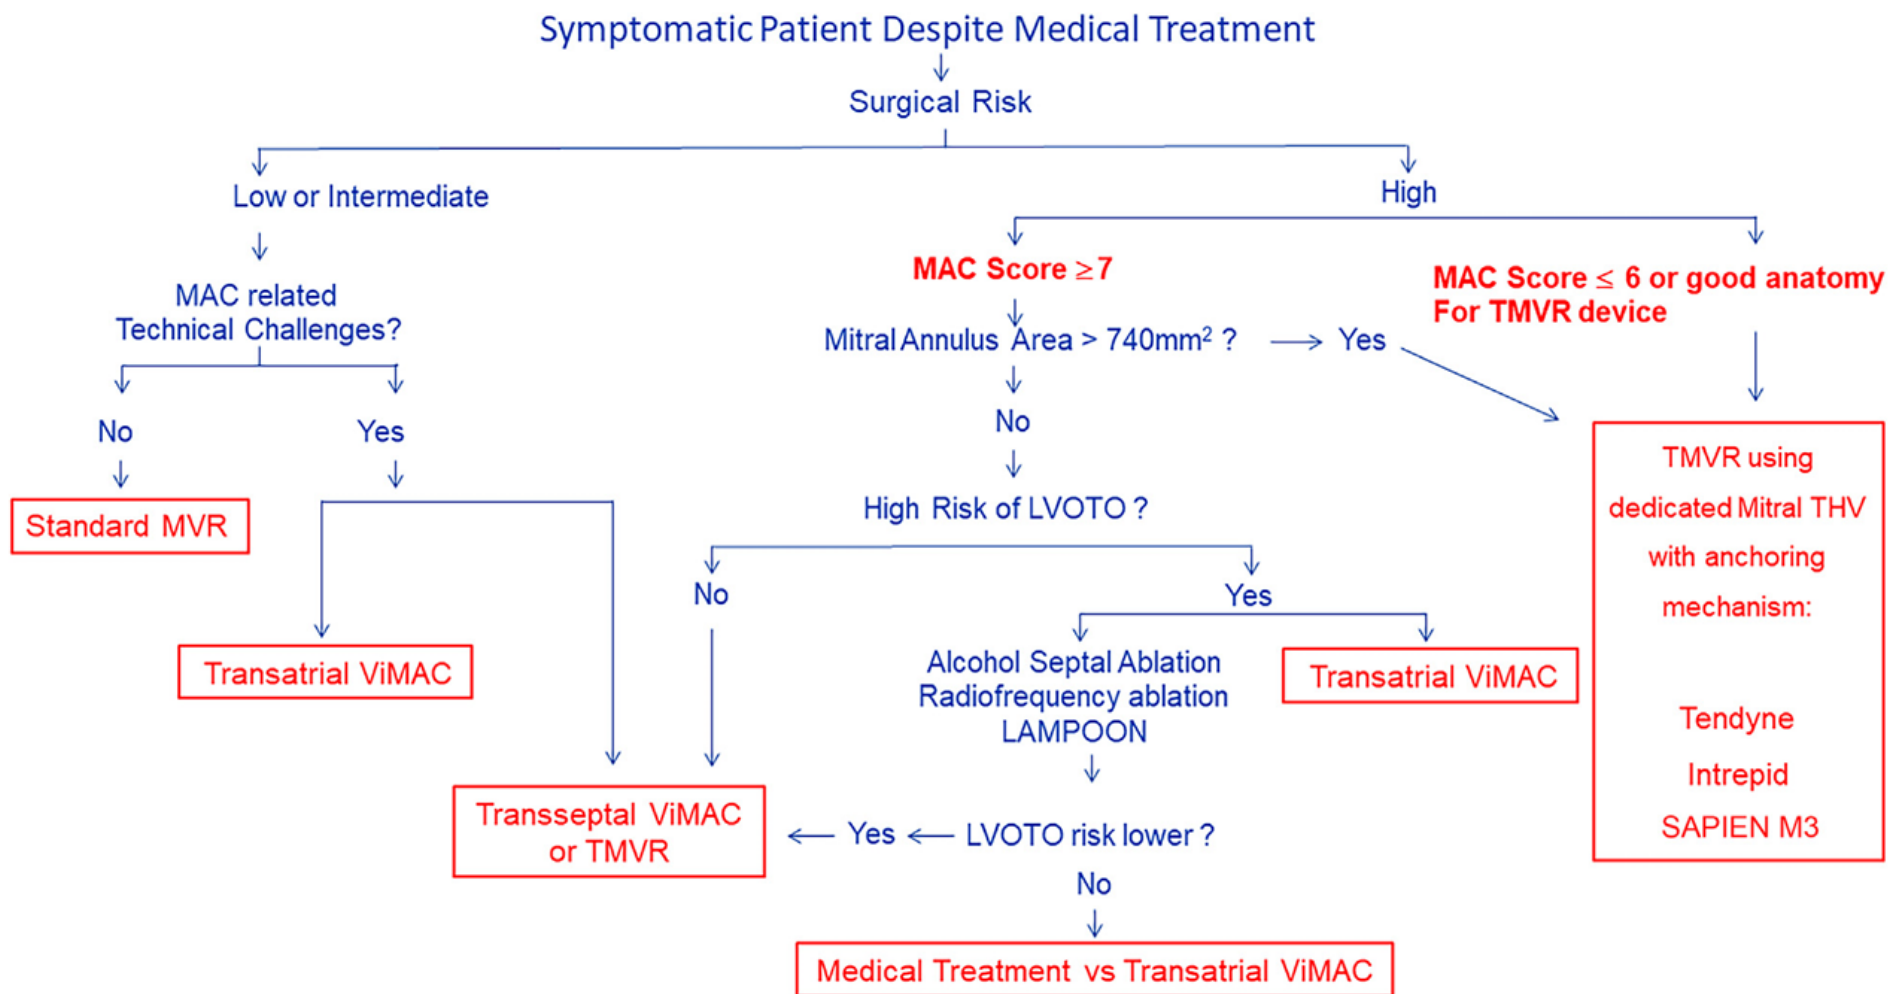 Symptomatic Patient Despite Medical Treatment
Surgical Risk
Low or Intermediate
High
MAC related
Technical Challenges?
MAC Score ≥7
MAC Score ≤ 6 or good anatomy
For TMVR device
Mitral Annulus Area > 740mm² ?
Yes
No
Yes
No
High Risk of LVOTO ?
Standard MVR
No
Yes
Transatrial ViMAC
Alcohol Septal Ablation
Radiofrequency ablation
LAMPOON
Transatrial ViMAC
TMVR using
dedicated Mitral THV
with anchoring
mechanism:
Tendyne
Intrepid
SAPIEN M3
Transseptal ViMAC
or TMVR
Yes
LVOTO risk lower ?
No
Medical Treatment vs Transatrial ViMAC